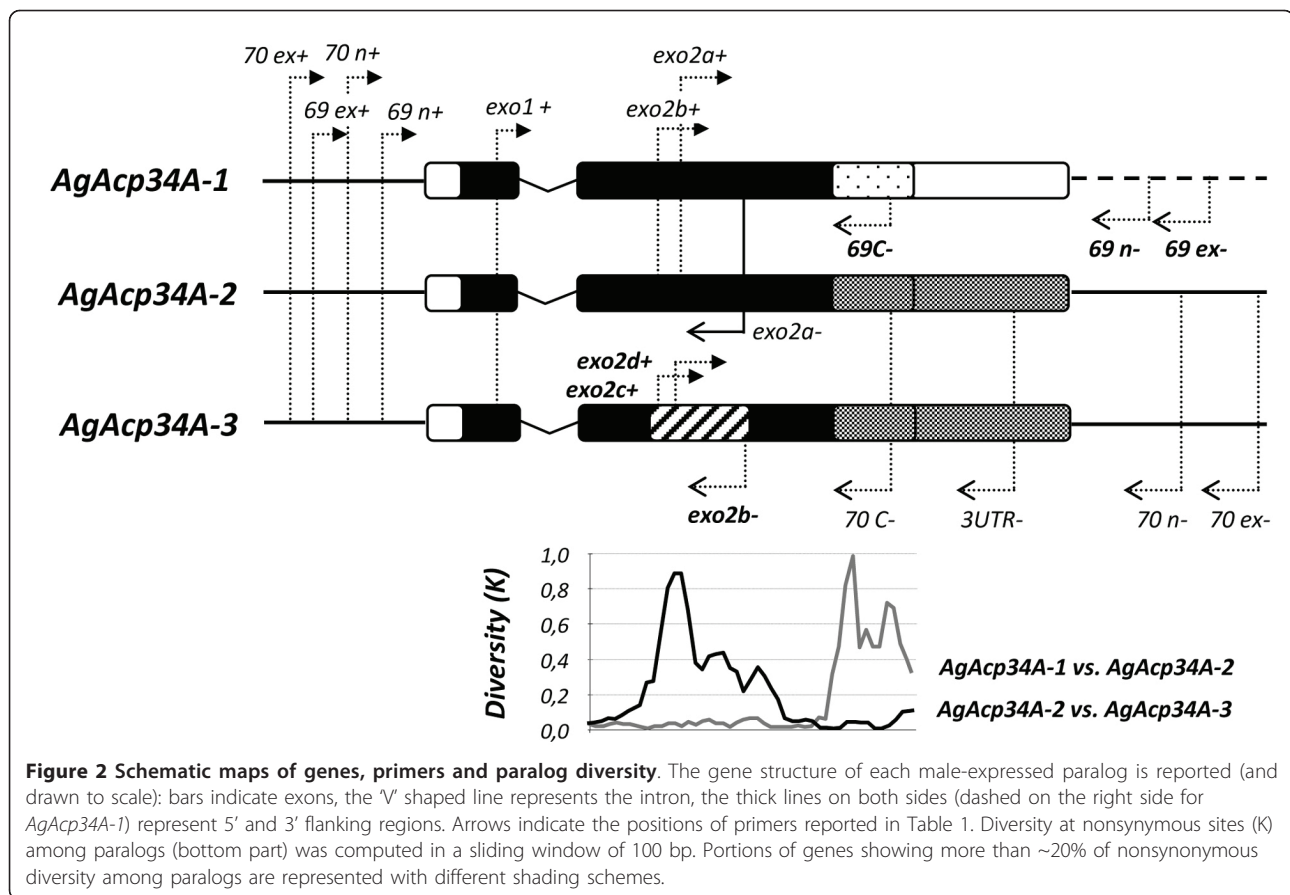 70 ex+
70 n+
exo2a+
69 ex+
69 n+
exo1 +
exo2b+
AgAcp34A-1
69C-
69 n-
69 ex-
AgAcp34A-2
exo2a-
exo2d+
exo2c+
AgAcp34A-3
exo2b-
70 C-
3UTR-
70 n-
70 ex-
Diversity (K)
1,0
0,8
0,6
0,4
0,2
0,0
AgAcp34A-1 vs. AgAcp34A-2
AgAcp34A-2 vs. AgAcp34A-3
Figure 2 Schematic maps of genes, primers and paralog diversity. The gene structure of each male-expressed paralog is reported (and
drawn to scale): bars indicate exons, the ‘V’ shaped line represents the intron, the thick lines on both sides (dashed on the right side for
AgAcp34A-1) represent 5’ and 3’ flanking regions. Arrows indicate the positions of primers reported in Table 1. Diversity at nonsynymous sites (K)
among paralogs (bottom part) was computed in a sliding window of 100 bp. Portions of genes showing more than ~20% of nonsynonymous
diversity among paralogs are represented with different shading schemes.